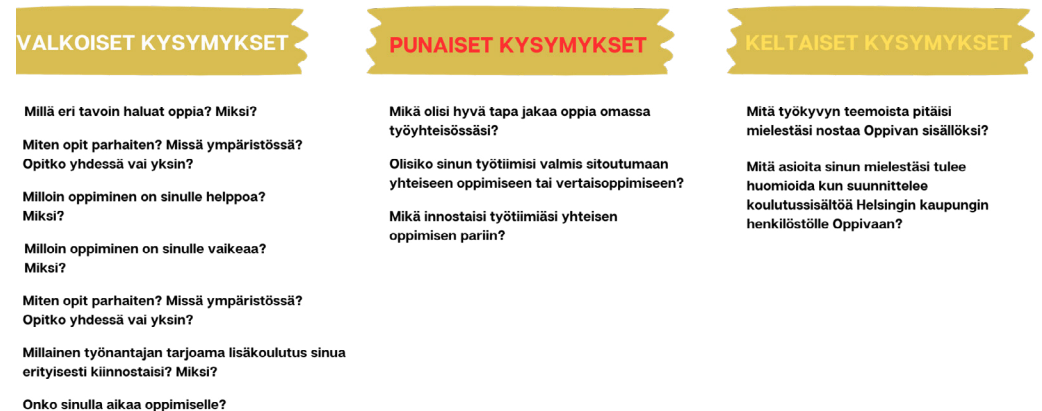 VALKOISET KYSYMYKSET
Millä eri tavoin haluat oppia? Miksi?
Miten opit parhaiten? Missä ympäristössä?
Opitko yhdessä vai yksin?
Milloin oppiminen on sinulle helppoa?
Miksi?
Milloin oppiminen on sinulle vaikeaa?
Miksi?
Miten opit parhaiten? Missä ympäristössä?
Opitko yhdessä vai yksin?
Millainen työnantajan tarjoama lisäkoulutus sinua
erityisesti kiinnostaisi? Miksi?
Onko sinulla aikaa oppimiselle?
PUNAISET KYSYMYKSET
Mikä olisi hyvä tapa jakaa oppia omassa
työyhteisössäsi?
Olisiko sinun työtiimisi valmis sitoutumaan
yhteiseen oppimiseen tai vertaisoppimiseen?
Mikä innostaisi työtiimiäsi yhteisen
oppimisen pariin?
KELTAISET KYSYMYKSET
Mitä työkyvyn teemoista pitäisi
mielestäsi nostaa Oppivan sisällöksi?
Mitä asioita sinun mielestäsi tulee
huomioida kun suunnittelee
koulutussisältöä Helsingin kaupungin
henkilöstölle Oppivaan?